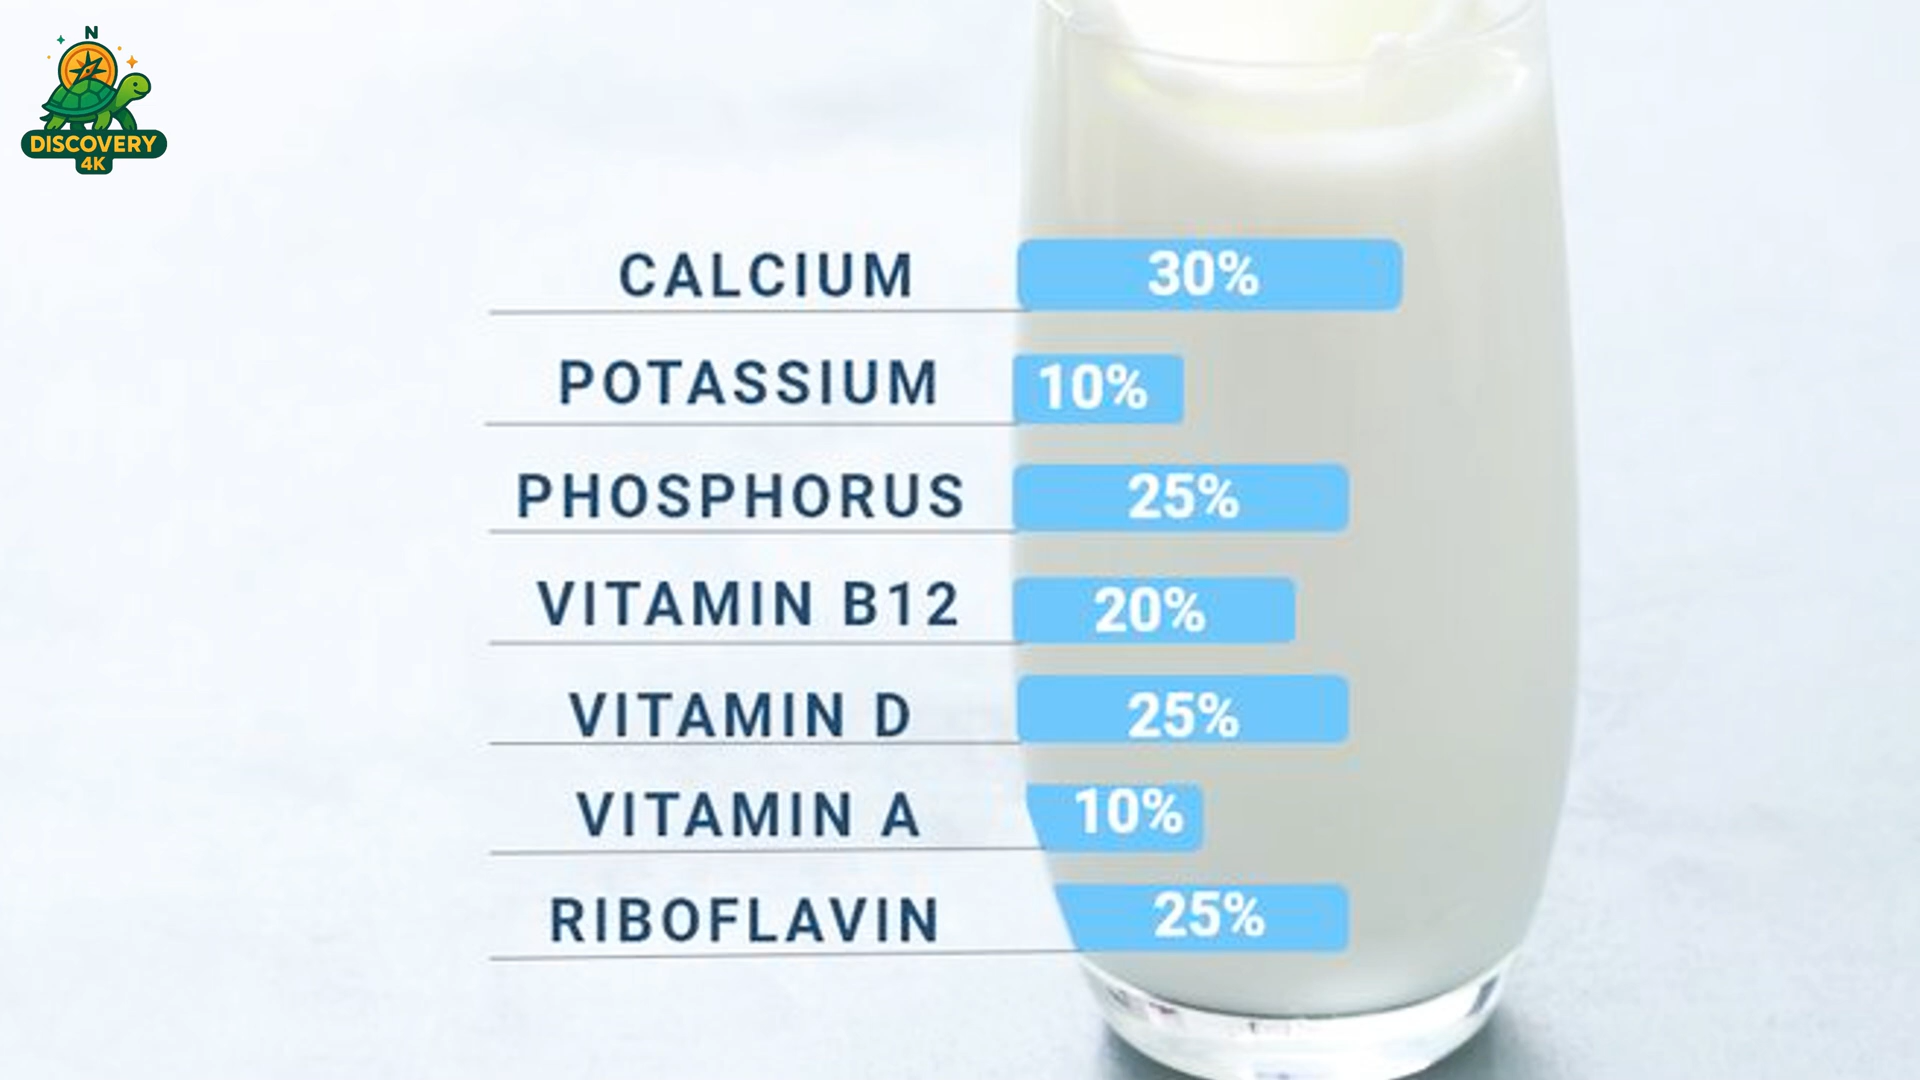 N
DISCOVERY
4K
CALCIUM 30%
POTASSIUM 10%
PHOSPHORUS 25%
VITAMIN B12 20%
VITAMIN D 25%
VITAMIN A 10%
RIBOFLAVIN 25%